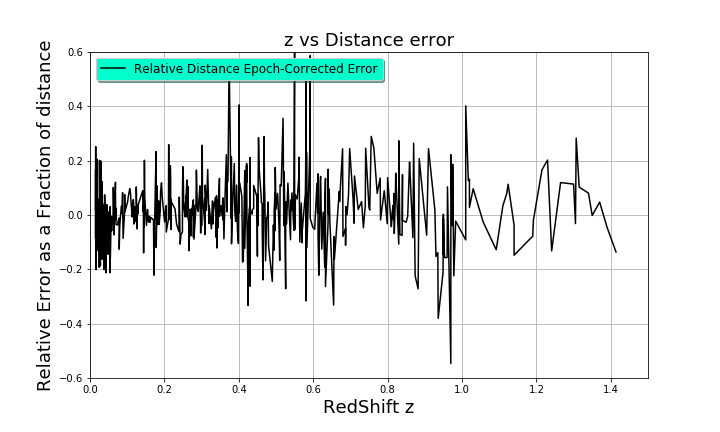 z vs Distance error
Relative Distance Epoch-Corrected Error
Relative Error as a Fraction of distance
0.6
0.4
0.2
0.0
−0.2
−0.4
−0.6
0.0 0.2 0.4 0.6 0.8 1.0 1.2 1.4
RedShift z